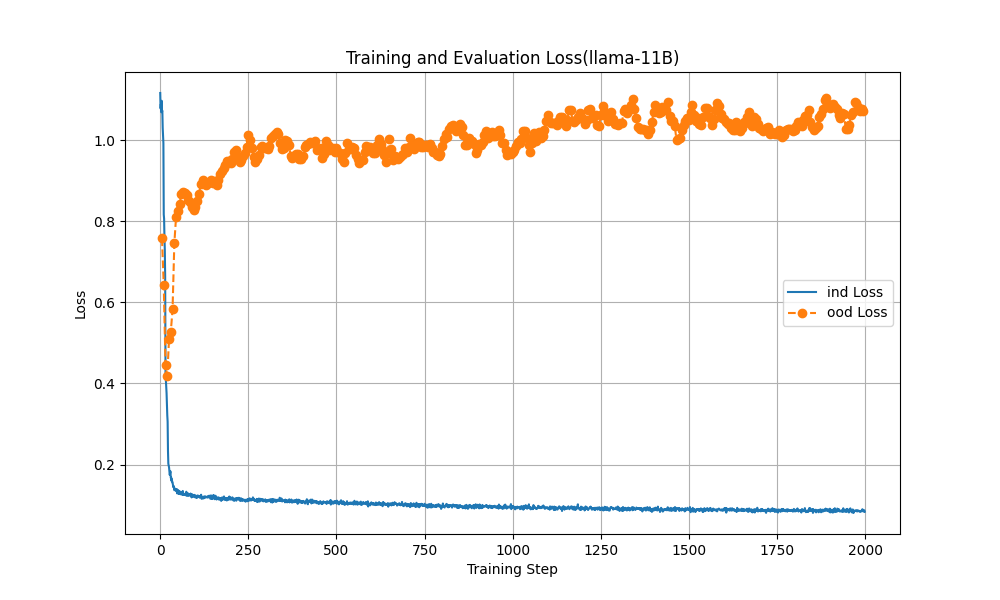 Training and Evaluation Loss(llama-11B)
Loss
1.0
0.8
0.6
0.4
0.2
ind Loss
ood Loss
0 250 500 750 1000 1250 1500 1750 2000
Training Step